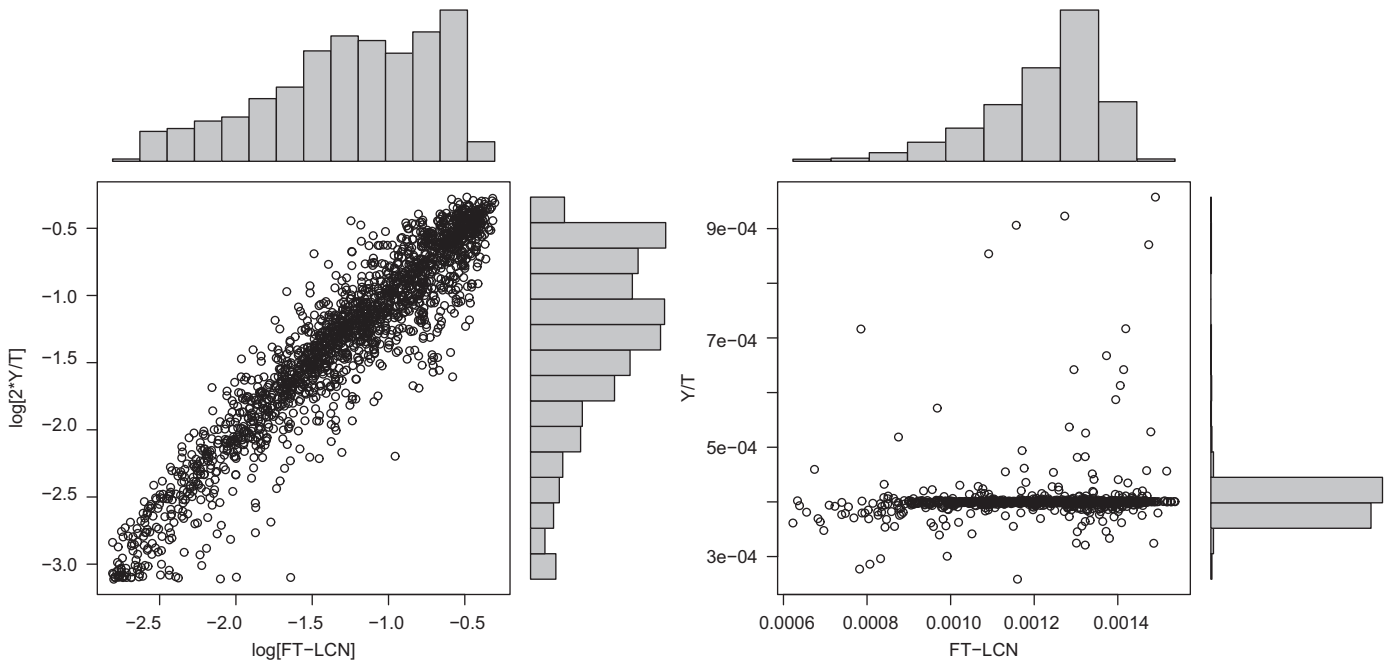 log[2*Y/T]
−0.5
−1.0
−1.5
−2.0
−2.5
−3.0
−2.5 −2.0 −1.5 −1.0 −0.5
log[FT−LCN]
Y/T
9e−04
7e−04
5e−04
3e−04
0.0006 0.0008 0.0010 0.0012 0.0014
FT−LCN